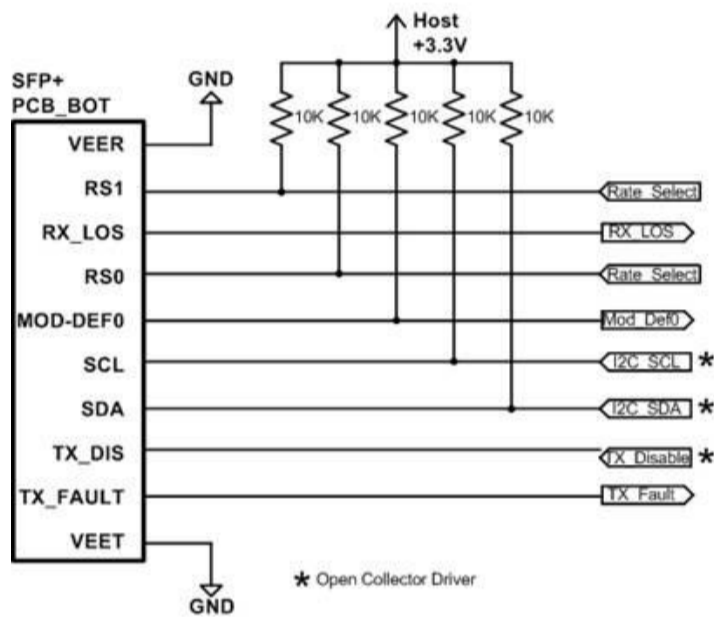 Host
+3.3V
SFP+
PCB_BOT
GND
10K 10K 10K 10K 10K
VEER
RS1 Rate_Select
RX_LOS RX_LOS
RS0 Rate_Select
MOD-DEF0 Mod_Def0
SCL I2C_SCL *
SDA I2C_SDA *
TX_DIS TX_Disable *
TX_FAULT TX_Fault
VEET
* Open Collector Driver
GND